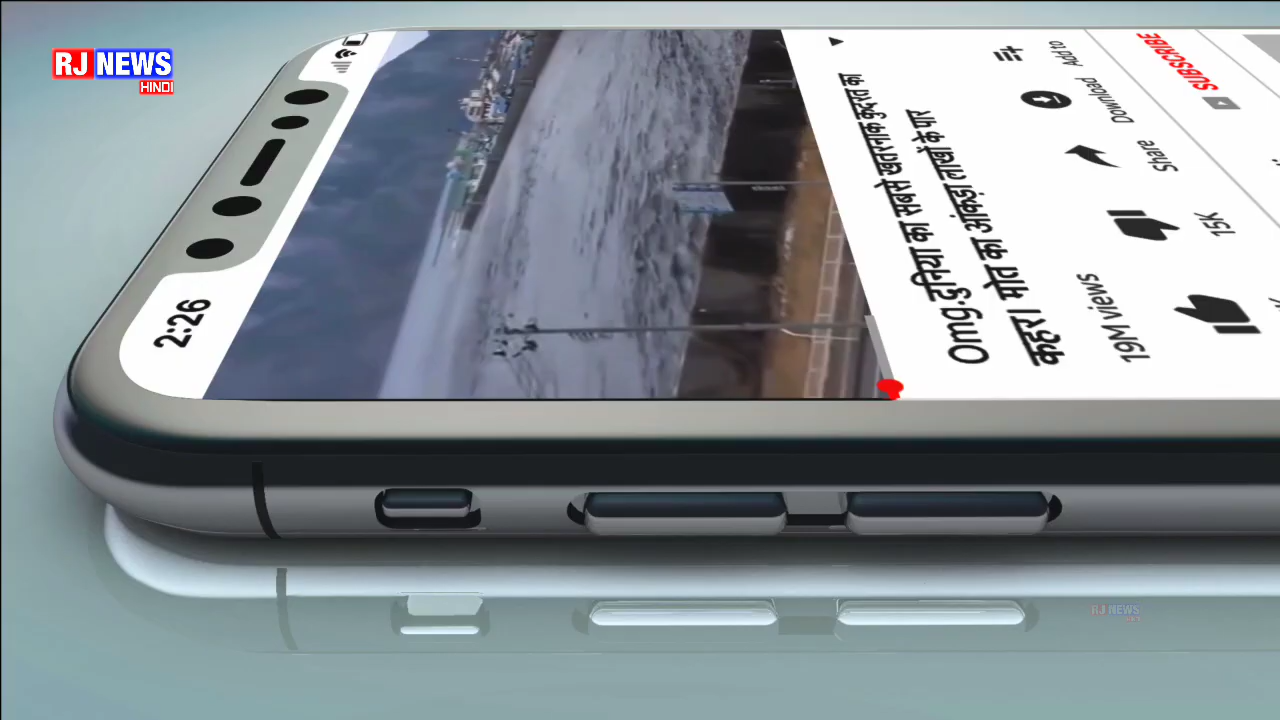 RJ NEWS
HINDI
2:26
Omg.दुनिया का सबसे खतरनाक कुदरत का
कहर। मौत का आंकड़ा लाखों के पार
19M views
15K
Share
Download
Add to
SUBSCRIBE
RJ NEWS